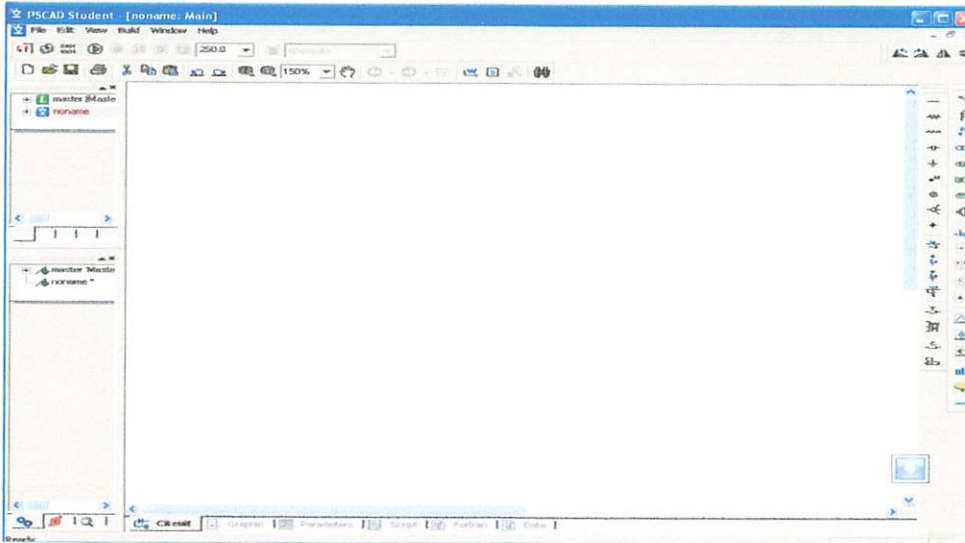 PSCAD Student - [noname: Main]
File Edit View Build Window Help
250.0
150%
master (Maste
noname
master 'Maste
noname *
Circuit Graphic Parameters Script Fortran Data
Ready